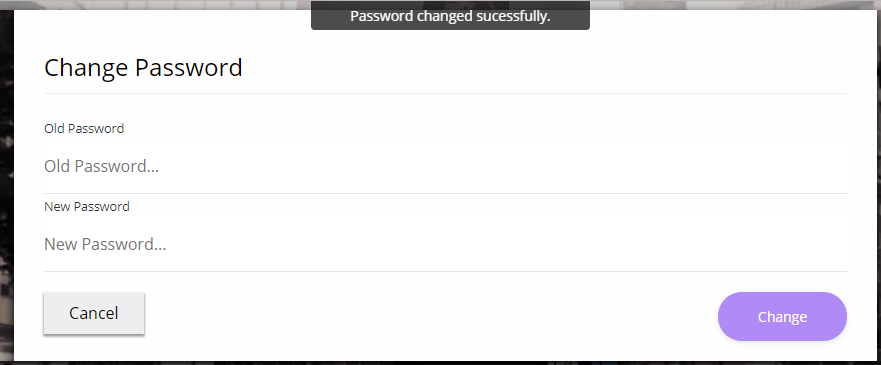 Password changed sucessfully.
Change Password
Old Password
Old Password...
New Password
New Password...
Cancel
Change